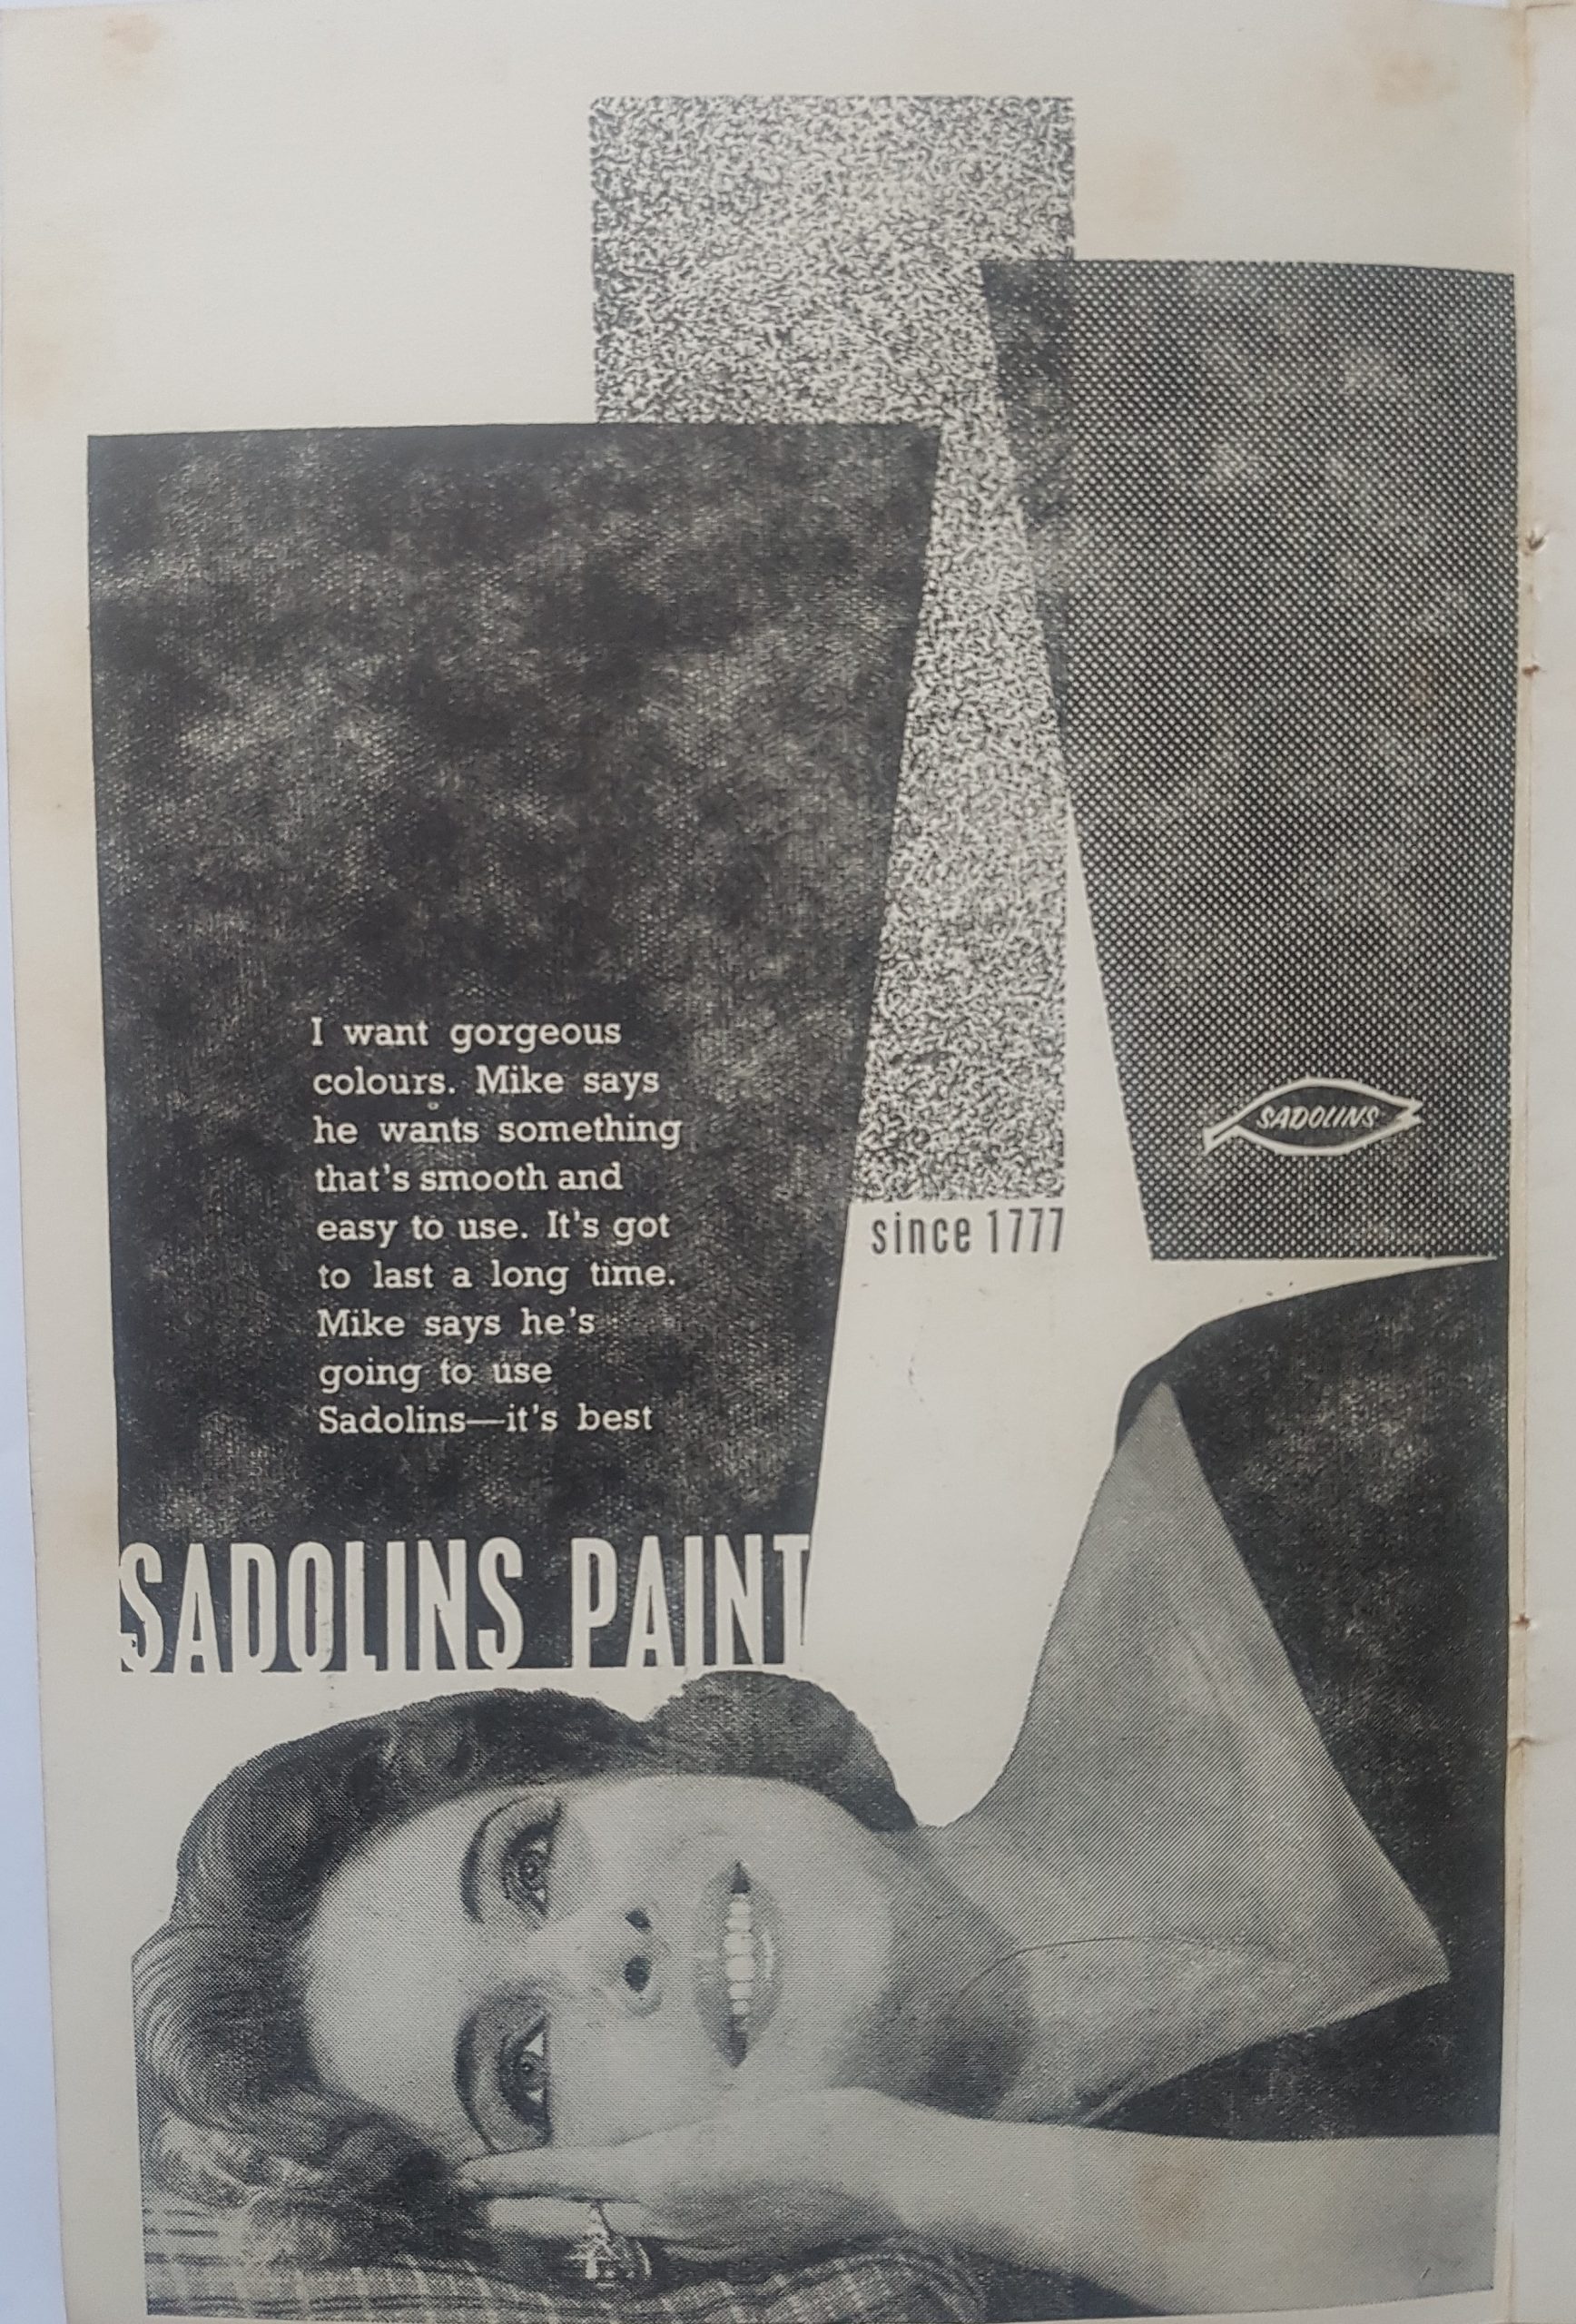 I want gorgeous
colours. Mike says
he wants something
that's smooth and
easy to use. It's got
to last a long time.
Mike says he's
going to use
Sadolins—it's best
SADOLINS
since 1777
SADOLINS PAINT